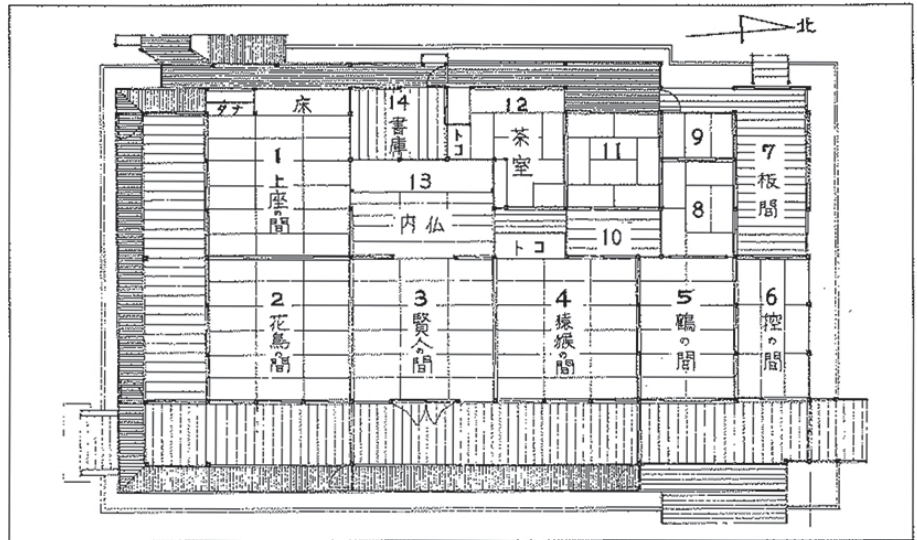 北
タナ
床
14 書庫
トコ
12 茶室
11
9
7 板間
1 上座の間
13 内仏
8
トコ
10
2 花鳥の間
3 賢人の間
4 猿猴の間
5 鶴の間
6 控の間